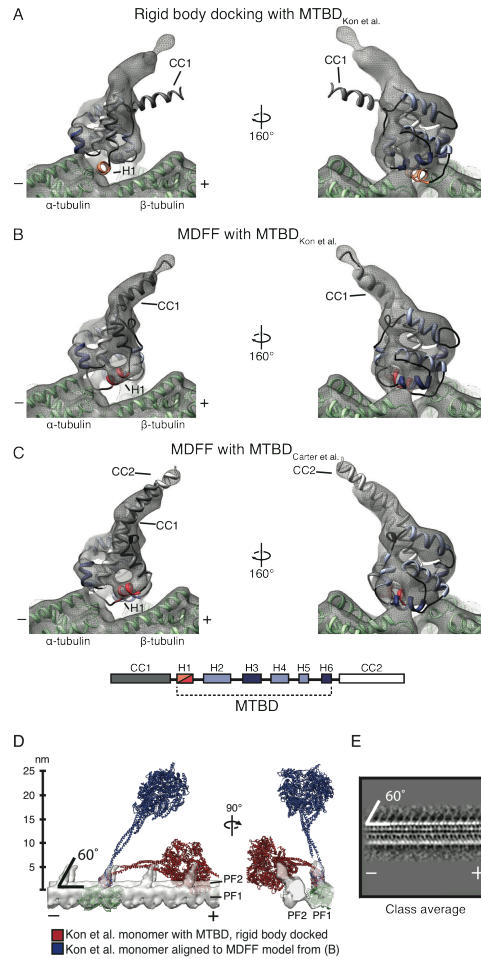 A
Rigid body docking with MTBD Kon et al.
CC1
CC1
160°
H1
− +
α-tubulin β-tubulin
B
MDFF with MTBD Kon et al.
CC1
CC1
160°
H1
− +
α-tubulin β-tubulin
C
MDFF with MTBD Carter et al.
CC2
CC2
CC1
160°
H1
− +
α-tubulin β-tubulin
CC1 H1 H2 H3 H4 H5 H6 CC2
MTBD
D
E
nm
25
20
15
10
5
90°
60°
60°
PF2
PF1
− +
PF2 PF1
− +
Class average
Kon et al. monomer with MTBD, rigid body docked
Kon et al. monomer aligned to MDFF model from (B)